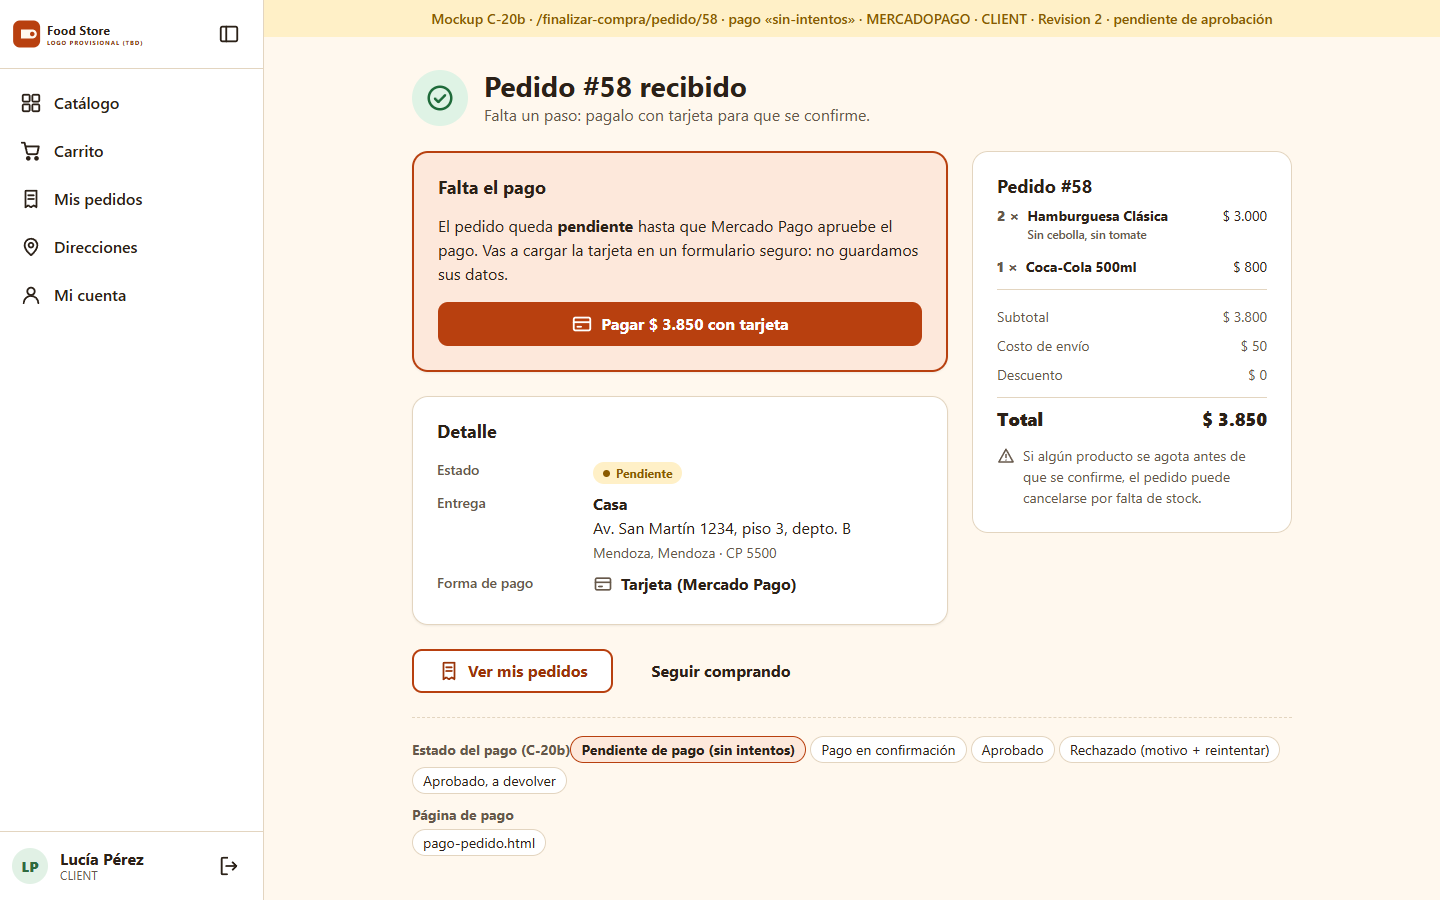 Food Store
LOGO PROVISIONAL (TBD)
Catálogo
Carrito
Mis pedidos
Direcciones
Mi cuenta
LP
Lucía Pérez
CLIENT
Mockup C-20b · /finalizar-compra/pedido/58 · pago «sin-intentos» · MERCADOPAGO · CLIENT · Revision 2 · pendiente de aprobación
Pedido #58 recibido
Falta un paso: pagalo con tarjeta para que se confirme.
Falta el pago
El pedido queda pendiente hasta que Mercado Pago apruebe el
pago. Vas a cargar la tarjeta en un formulario seguro: no guardamos
sus datos.
Pagar $ 3.850 con tarjeta
Detalle
Estado
Pendiente
Entrega
Casa
Av. San Martín 1234, piso 3, depto. B
Mendoza, Mendoza · CP 5500
Forma de pago
Tarjeta (Mercado Pago)
Pedido #58
2 × Hamburguesa Clásica $ 3.000
Sin cebolla, sin tomate
1 × Coca-Cola 500ml $ 800
Subtotal $ 3.800
Costo de envío $ 50
Descuento $ 0
Total $ 3.850
Si algún producto se agota antes de
que se confirme, el pedido puede
cancelarse por falta de stock.
Ver mis pedidos
Seguir comprando
Estado del pago (C-20b) Pendiente de pago (sin intentos) Pago en confirmación Aprobado Rechazado (motivo + reintentar)
Aprobado, a devolver
Página de pago
pago-pedido.html